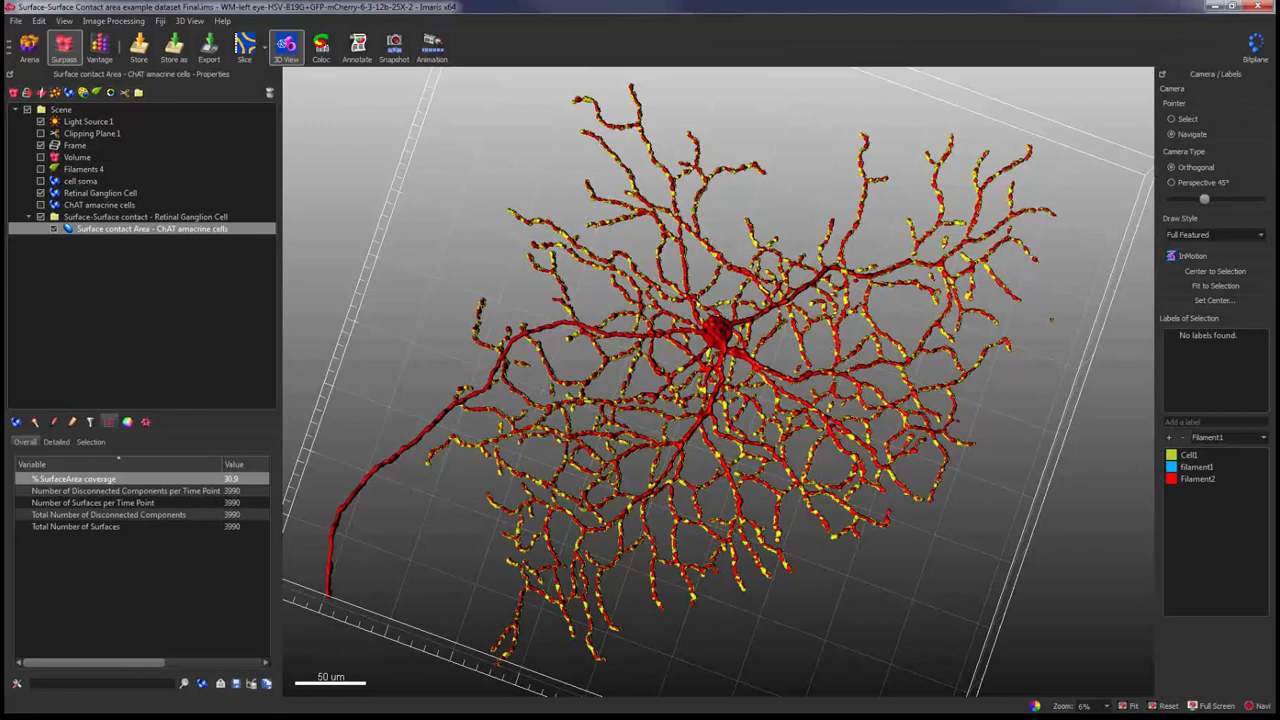 Surface-Surface Contact area example dataset Final.ims - WM-left eye-HSV-B19G+GFP-mCherry-6-3-12b-25X-2 - Imaris x64
File Edit View Image Processing Fiji 3D View Help
Arena Surpass Vantage Store Store as Export Slice 3D View Coloc Annotate Snapshot Animation Bitplane
Surface contact Area - ChAT amacrine cells - Properties
Scene
Light Source 1
Clipping Plane 1
Frame
Volume
Filaments 4
cell soma
Retinal Ganglion Cell
ChAT amacrine cells
Surface-Surface contact - Retinal Ganglion Cell
Surface contact Area - ChAT amacrine cells
Overall Detailed Selection
Variable Value
% SurfaceArea coverage 30.9
Number of Disconnected Components per Time Point 3990
Number of Surfaces per Time Point 3990
Total Number of Disconnected Components 3990
Total Number of Surfaces 3990
50 um
Camera / Labels
Camera
Pointer
Select
Navigate
Camera Type
Orthogonal
Perspective 45°
Draw Style
Full Featured
InMotion
Center to Selection
Fit to Selection
Set Center...
Labels of Selection
No labels found.
Add a label
+ - Filament1
Cell1
filament1
Filament2
Zoom: 6% Fit Reset Full Screen Navi